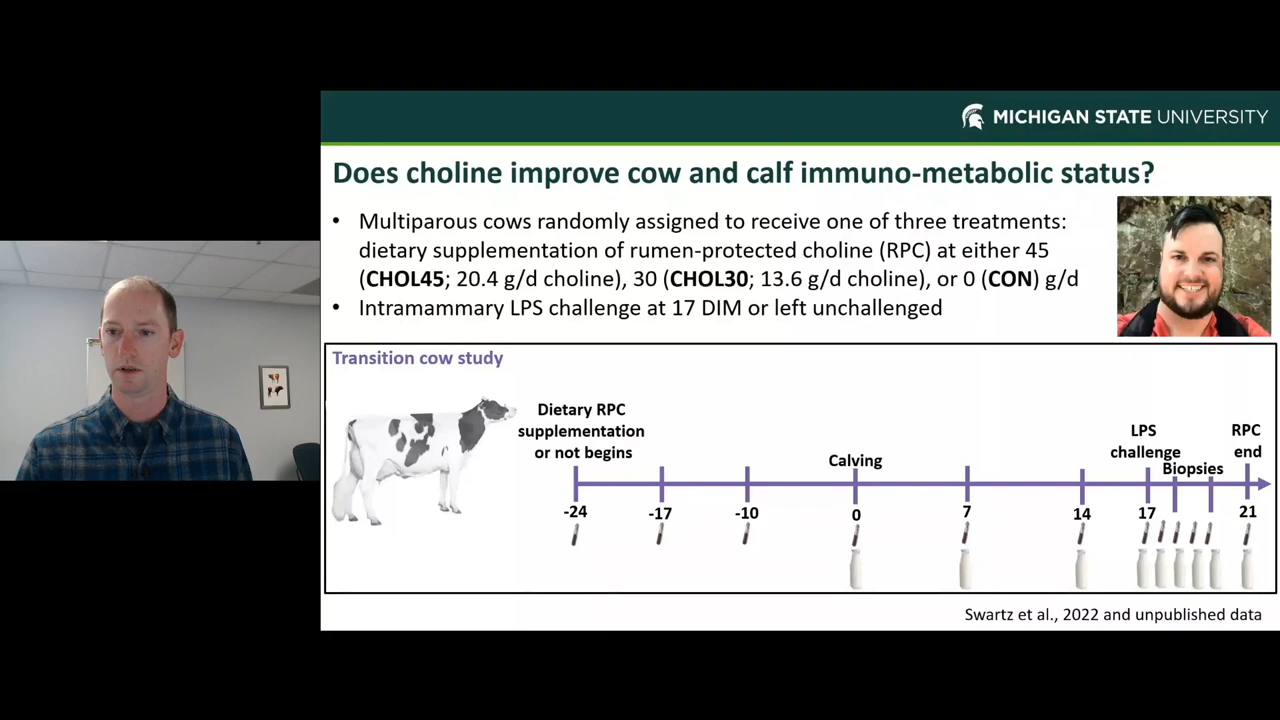 MICHIGAN STATE UNIVERSITY
Does choline improve cow and calf immuno-metabolic status?
• Multiparous cows randomly assigned to receive one of three treatments:
dietary supplementation of rumen-protected choline (RPC) at either 45
(CHOL45; 20.4 g/d choline), 30 (CHOL30; 13.6 g/d choline), or 0 (CON) g/d
• Intramammary LPS challenge at 17 DIM or left unchallenged
Transition cow study
Dietary RPC
supplementation
or not begins
Calving
LPS
challenge
Biopsies
RPC
end
-24 -17 -10 0 7 14 17 21
Swartz et al., 2022 and unpublished data